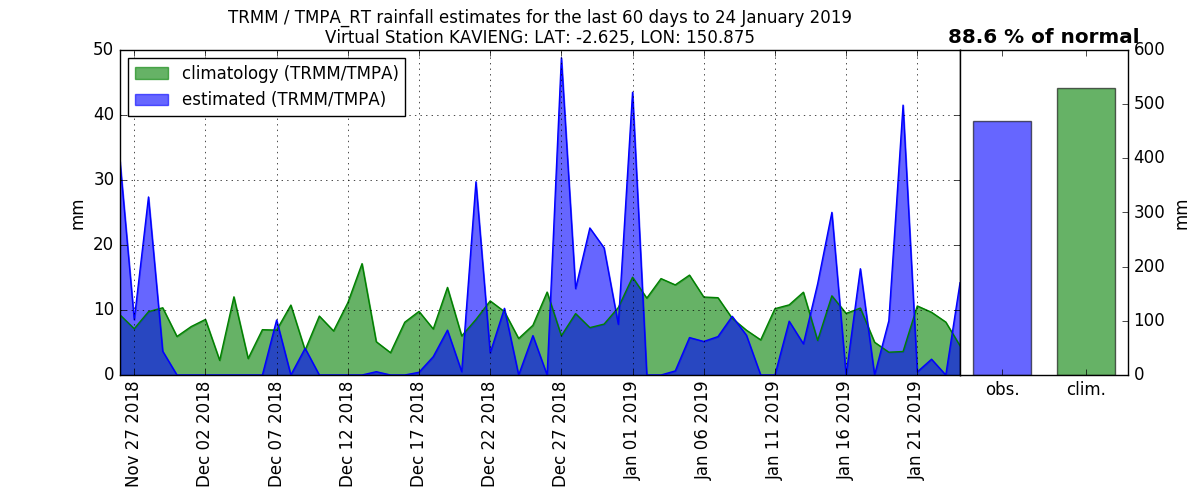 TRMM / TMPA_RT rainfall estimates for the last 60 days to 24 January 2019
Virtual Station KAVIENG: LAT: -2.625, LON: 150.875
88.6 % of normal
climatology (TRMM/TMPA)
estimated (TRMM/TMPA)
50
40
30
20
10
0
mm
Nov 27 2018
Dec 02 2018
Dec 07 2018
Dec 12 2018
Dec 17 2018
Dec 22 2018
Dec 27 2018
Jan 01 2019
Jan 06 2019
Jan 11 2019
Jan 16 2019
Jan 21 2019
obs.
clim.
600
500
400
300
200
100
0
mm